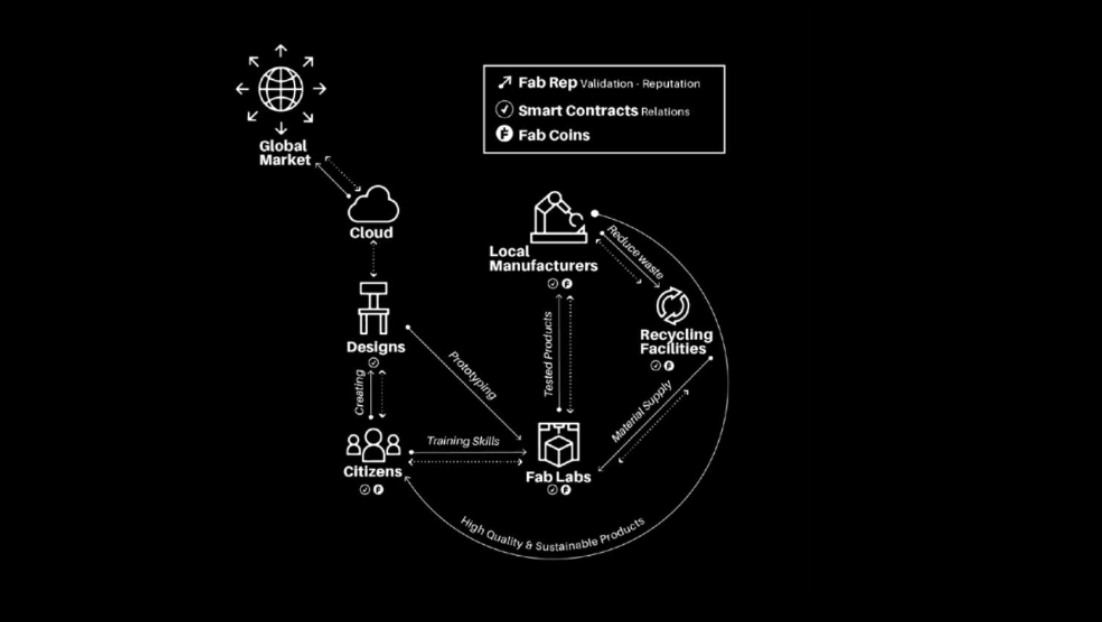 Fab Rep Validation - Reputation
Smart Contracts Relations
Fab Coins
Global
Market
Cloud
Local
Manufacturers
Reduce waste
Designs
Recycling
Facilities
Prototyping
Tested Products
Creating
Material Supply
Training Skills
Citizens
Fab Labs
High Quality & Sustainable Products